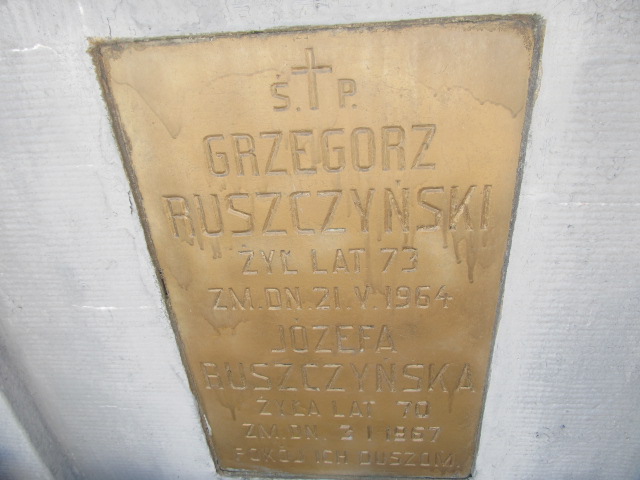 Ś. P.
GRZEGORZ
RUSZCZYŃSKI
ŻYŁ LAT 73
ZM. DN. 21. V. 1964
JÓZEFA
RUSZCZYŃSKA
ŻYŁA LAT 70
ZM. DN. 2 I 1967
POKÓJ ICH DUSZOM.